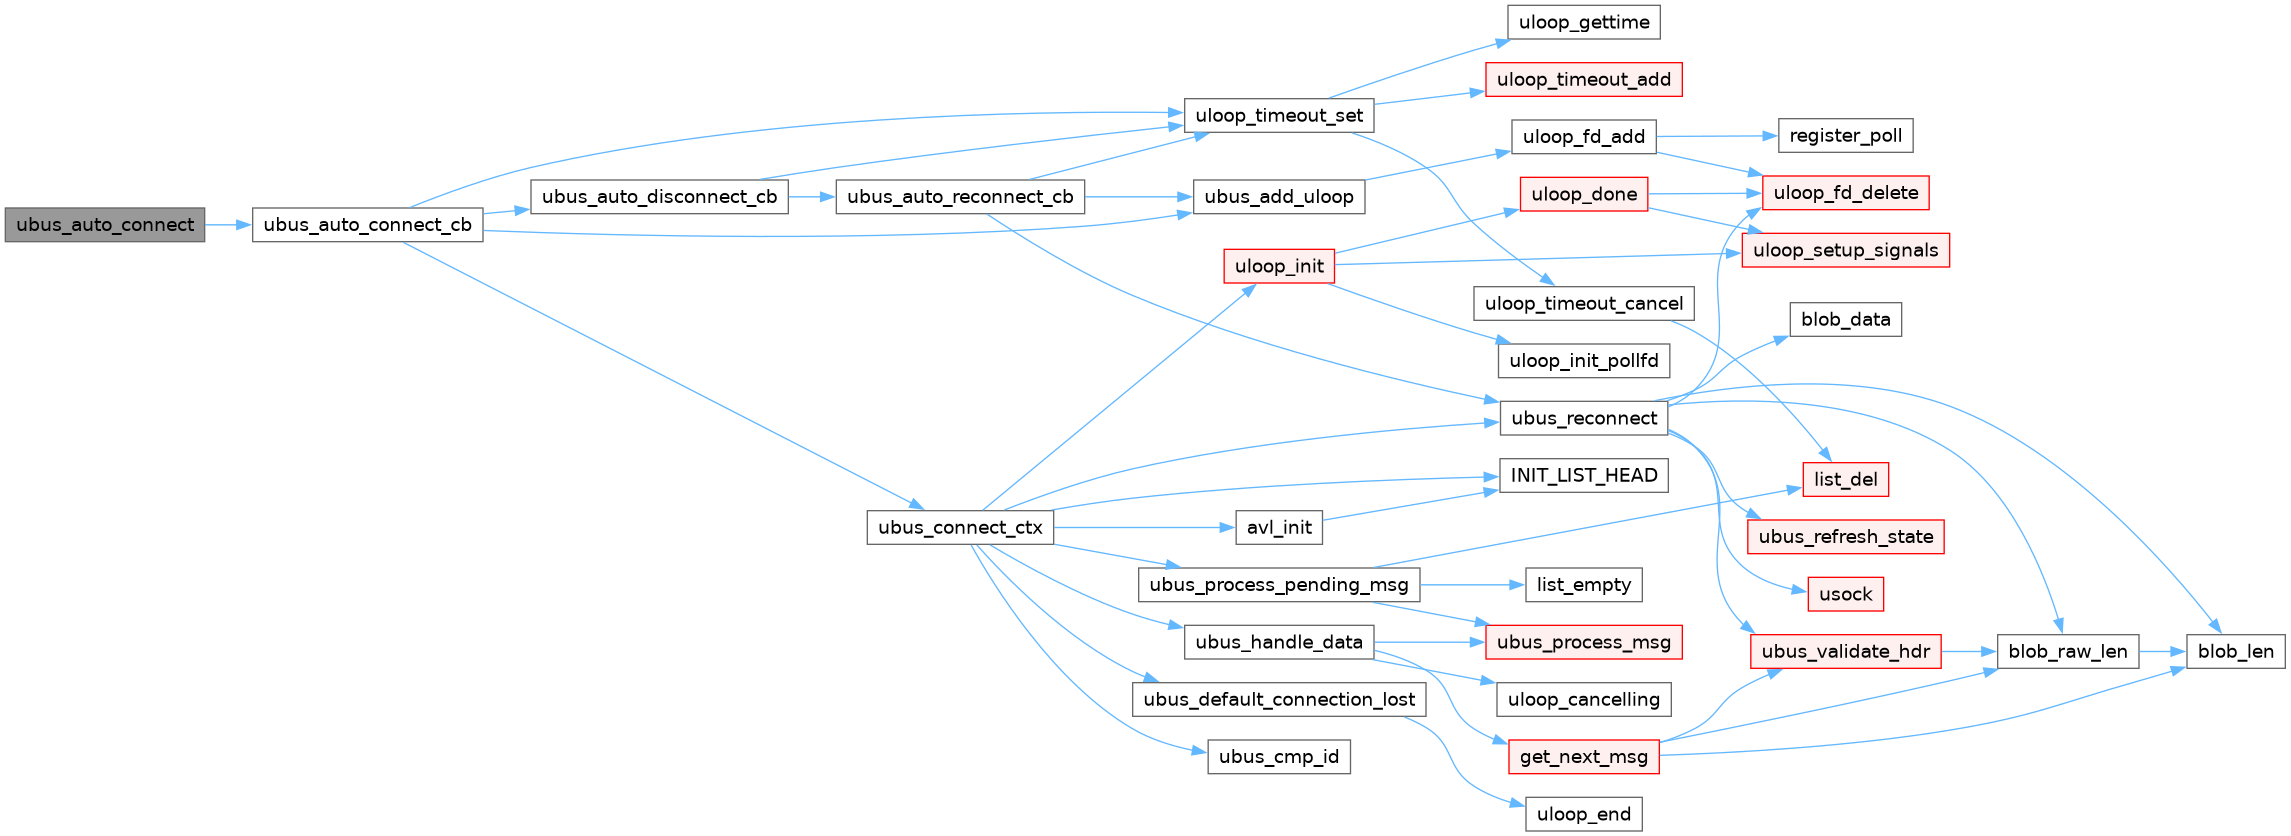 ubus_auto_connect
ubus_auto_connect_cb
ubus_auto_disconnect_cb
ubus_auto_reconnect_cb
ubus_connect_ctx
uloop_timeout_set
ubus_add_uloop
uloop_init
avl_init
ubus_process_pending_msg
ubus_handle_data
ubus_default_connection_lost
ubus_cmp_id
uloop_gettime
uloop_timeout_add
uloop_fd_add
uloop_done
uloop_timeout_cancel
uloop_init_pollfd
ubus_reconnect
INIT_LIST_HEAD
list_empty
ubus_process_msg
uloop_cancelling
get_next_msg
uloop_end
register_poll
uloop_fd_delete
uloop_setup_signals
blob_data
list_del
ubus_refresh_state
usock
ubus_validate_hdr
blob_raw_len
blob_len